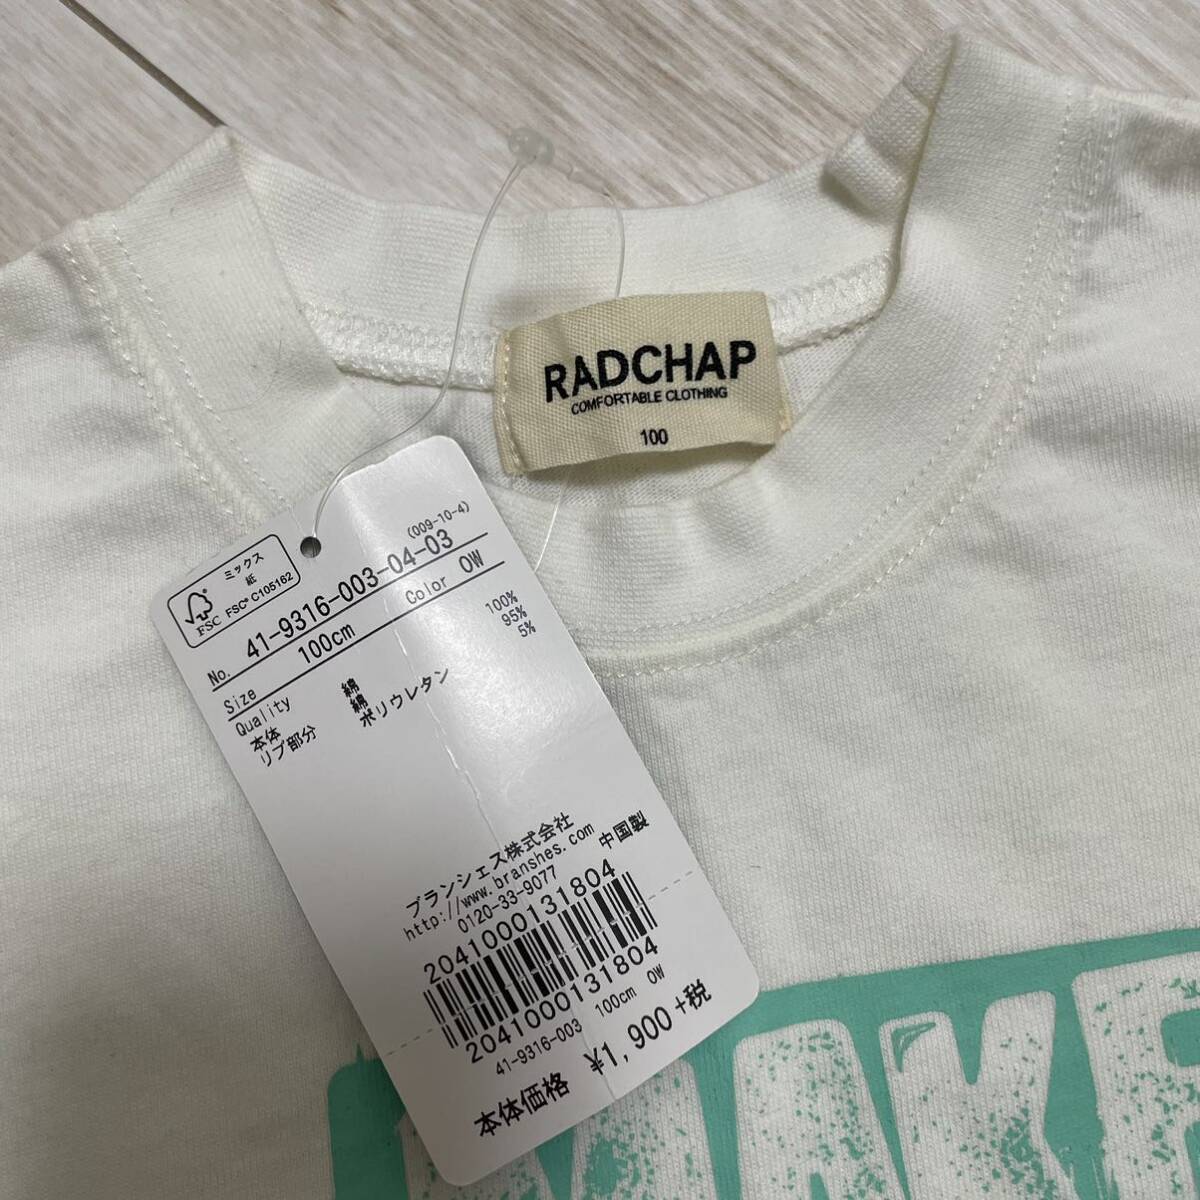 RADCHAP
COMFORTABLE CLOTHING
100
ミックス
紙
FSC
FSC® C105162
(009-10-4)
No. 41-9316-003-04-03
Size 100cm Color OW
Quality
本体 綿 100%
リブ部分 綿 95%
ポリウレタン 5%
ブランシェス株式会社
http://www.branshes.com
0120-33-9077 中国製
2041000131804
2041000131804
41-9316-003 100cm OW
本体価格 ¥1,900+税